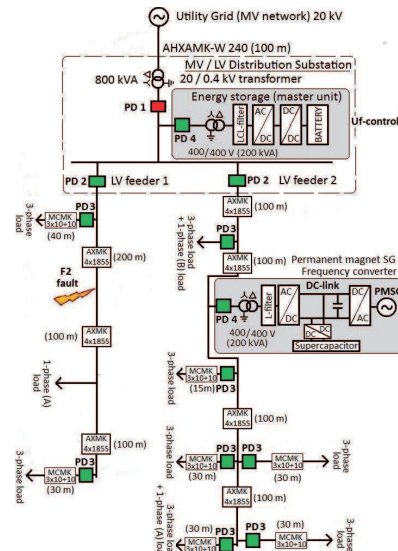 Utility Grid (MV network) 20 kV
AHXAMK-W 240 (100 m)
MV / LV Distribution Substation
800 kVA
20 / 0.4 kV transformer
PD 1
Energy storage (master unit)
LCL-filter
AC/
DC
DC/
DC
BATTERY
Uf-control
PD 4
400/400 V (200 kVA)
PD 2
LV feeder 1
PD 2
LV feeder 2
3-phase
load
MCMK
3x10+10
PD3
(40 m)
AXMK
4x185S
(100 m)
3-phase load
+ 1-phase (B) load
PD3
AXMK
4x185S
(200 m)
AXMK
4x185S
(100 m)
F2
fault
Permanent magnet SG
Frequency converter
PD 4
L-filter
AC/
DC
DC-link
DC
AC
PMSG
400/400 V
(200 kVA)
DC
DC
Supercapacitor
(100 m)
AXMK
4x185S
1-phase (A)
load
3-phase
load
MCMK
3x10+10
(15m)
PD3
AXMK
4x185S
(100 m)
AXMK
4x185S
(100 m)
3-phase
load
MCMK
3x10+10
PD3
(30 m)
3-phase
load
MCMK
3x10+10
(30 m)
PD3
PD3
MCMK
3x10+10
(30 m)
3-phase
load
AXMK
4x185S
(100 m)
3-phase load
+ 1-phase (A) load
(30 m)
MCMK
3x10+10
PD3
PD3
(30 m)
MCMK
3x10+10
3-phase
load